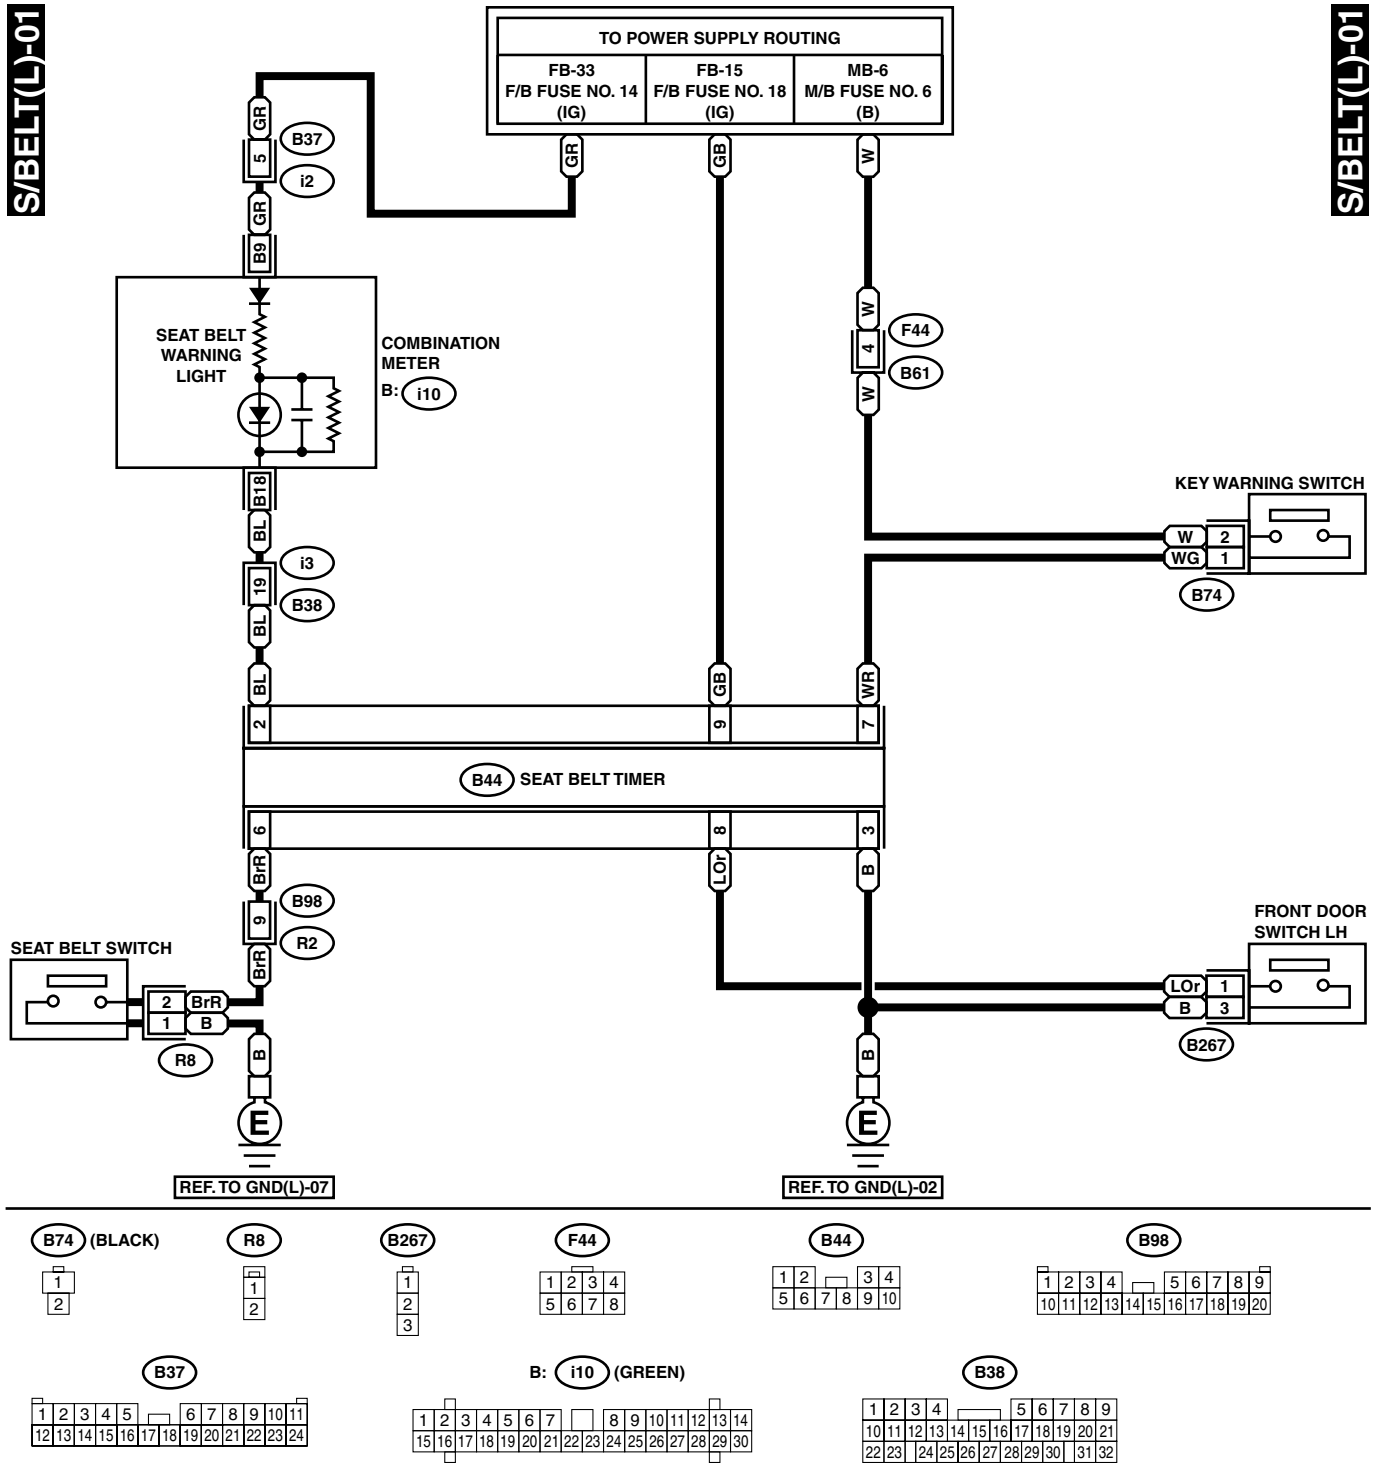 S/BELT(L)-01
S/BELT(L)-01
TO POWER SUPPLY ROUTING
FB-33
F/B FUSE NO. 14
(IG)
FB-15
F/B FUSE NO. 18
(IG)
MB-6
M/B FUSE NO. 6
(B)
GR
GB
W
GR
5
B37
i2
GR
B9
SEAT BELT
WARNING
LIGHT
COMBINATION
METER
B: i10
W
4
F44
B61
W
B18
BL
i3
19
B38
BL
BL
KEY WARNING SWITCH
W 2
WG 1
B74
GB
WR
2
9
7
B44 SEAT BELT TIMER
6
8
3
BrR
LOr
B
B98
9
R2
BrR
SEAT BELT SWITCH
2 BrR
1 B
R8
B
FRONT DOOR
SWITCH LH
LOr 1
B 3
B267
B
E
E
REF. TO GND(L)-07
REF. TO GND(L)-02
B74 (BLACK)
1
2
R8
1
2
B267
1
2
3
F44
1 2 3 4
5 6 7 8
B44
1 2 3 4
5 6 7 8 9 10
B98
1 2 3 4 5 6 7 8 9
10 11 12 13 14 15 16 17 18 19 20
B37
1 2 3 4 5 6 7 8 9 10 11
12 13 14 15 16 17 18 19 20 21 22 23 24
B: i10 (GREEN)
1 2 3 4 5 6 7 8 9 10 11 12 13 14
15 16 17 18 19 20 21 22 23 24 25 26 27 28 29 30
B38
1 2 3 4 5 6 7 8 9
10 11 12 13 14 15 16 17 18 19 20 21
22 23 24 25 26 27 28 29 30 31 32